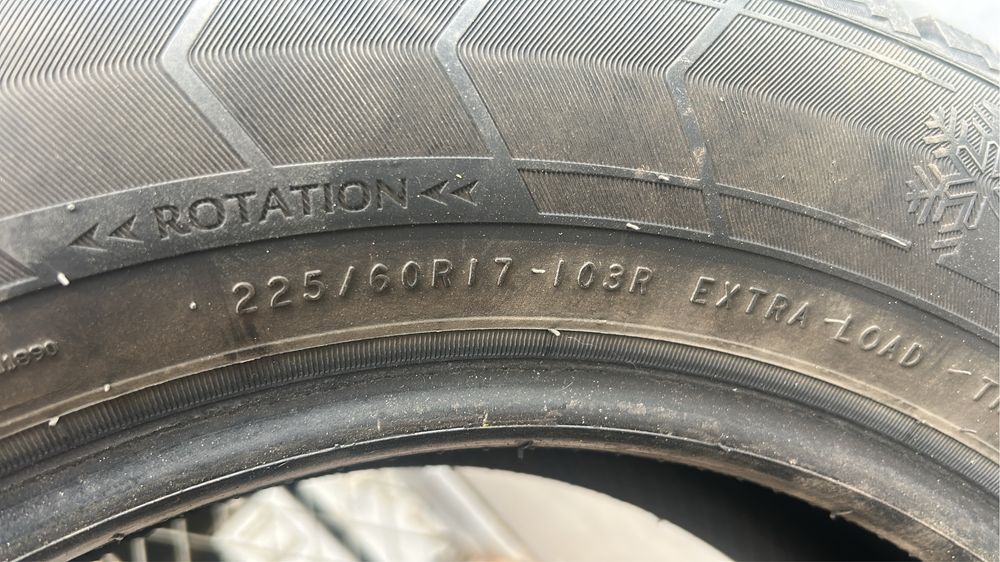 ROTATION
225/60R17 - 103R EXTRA LOAD